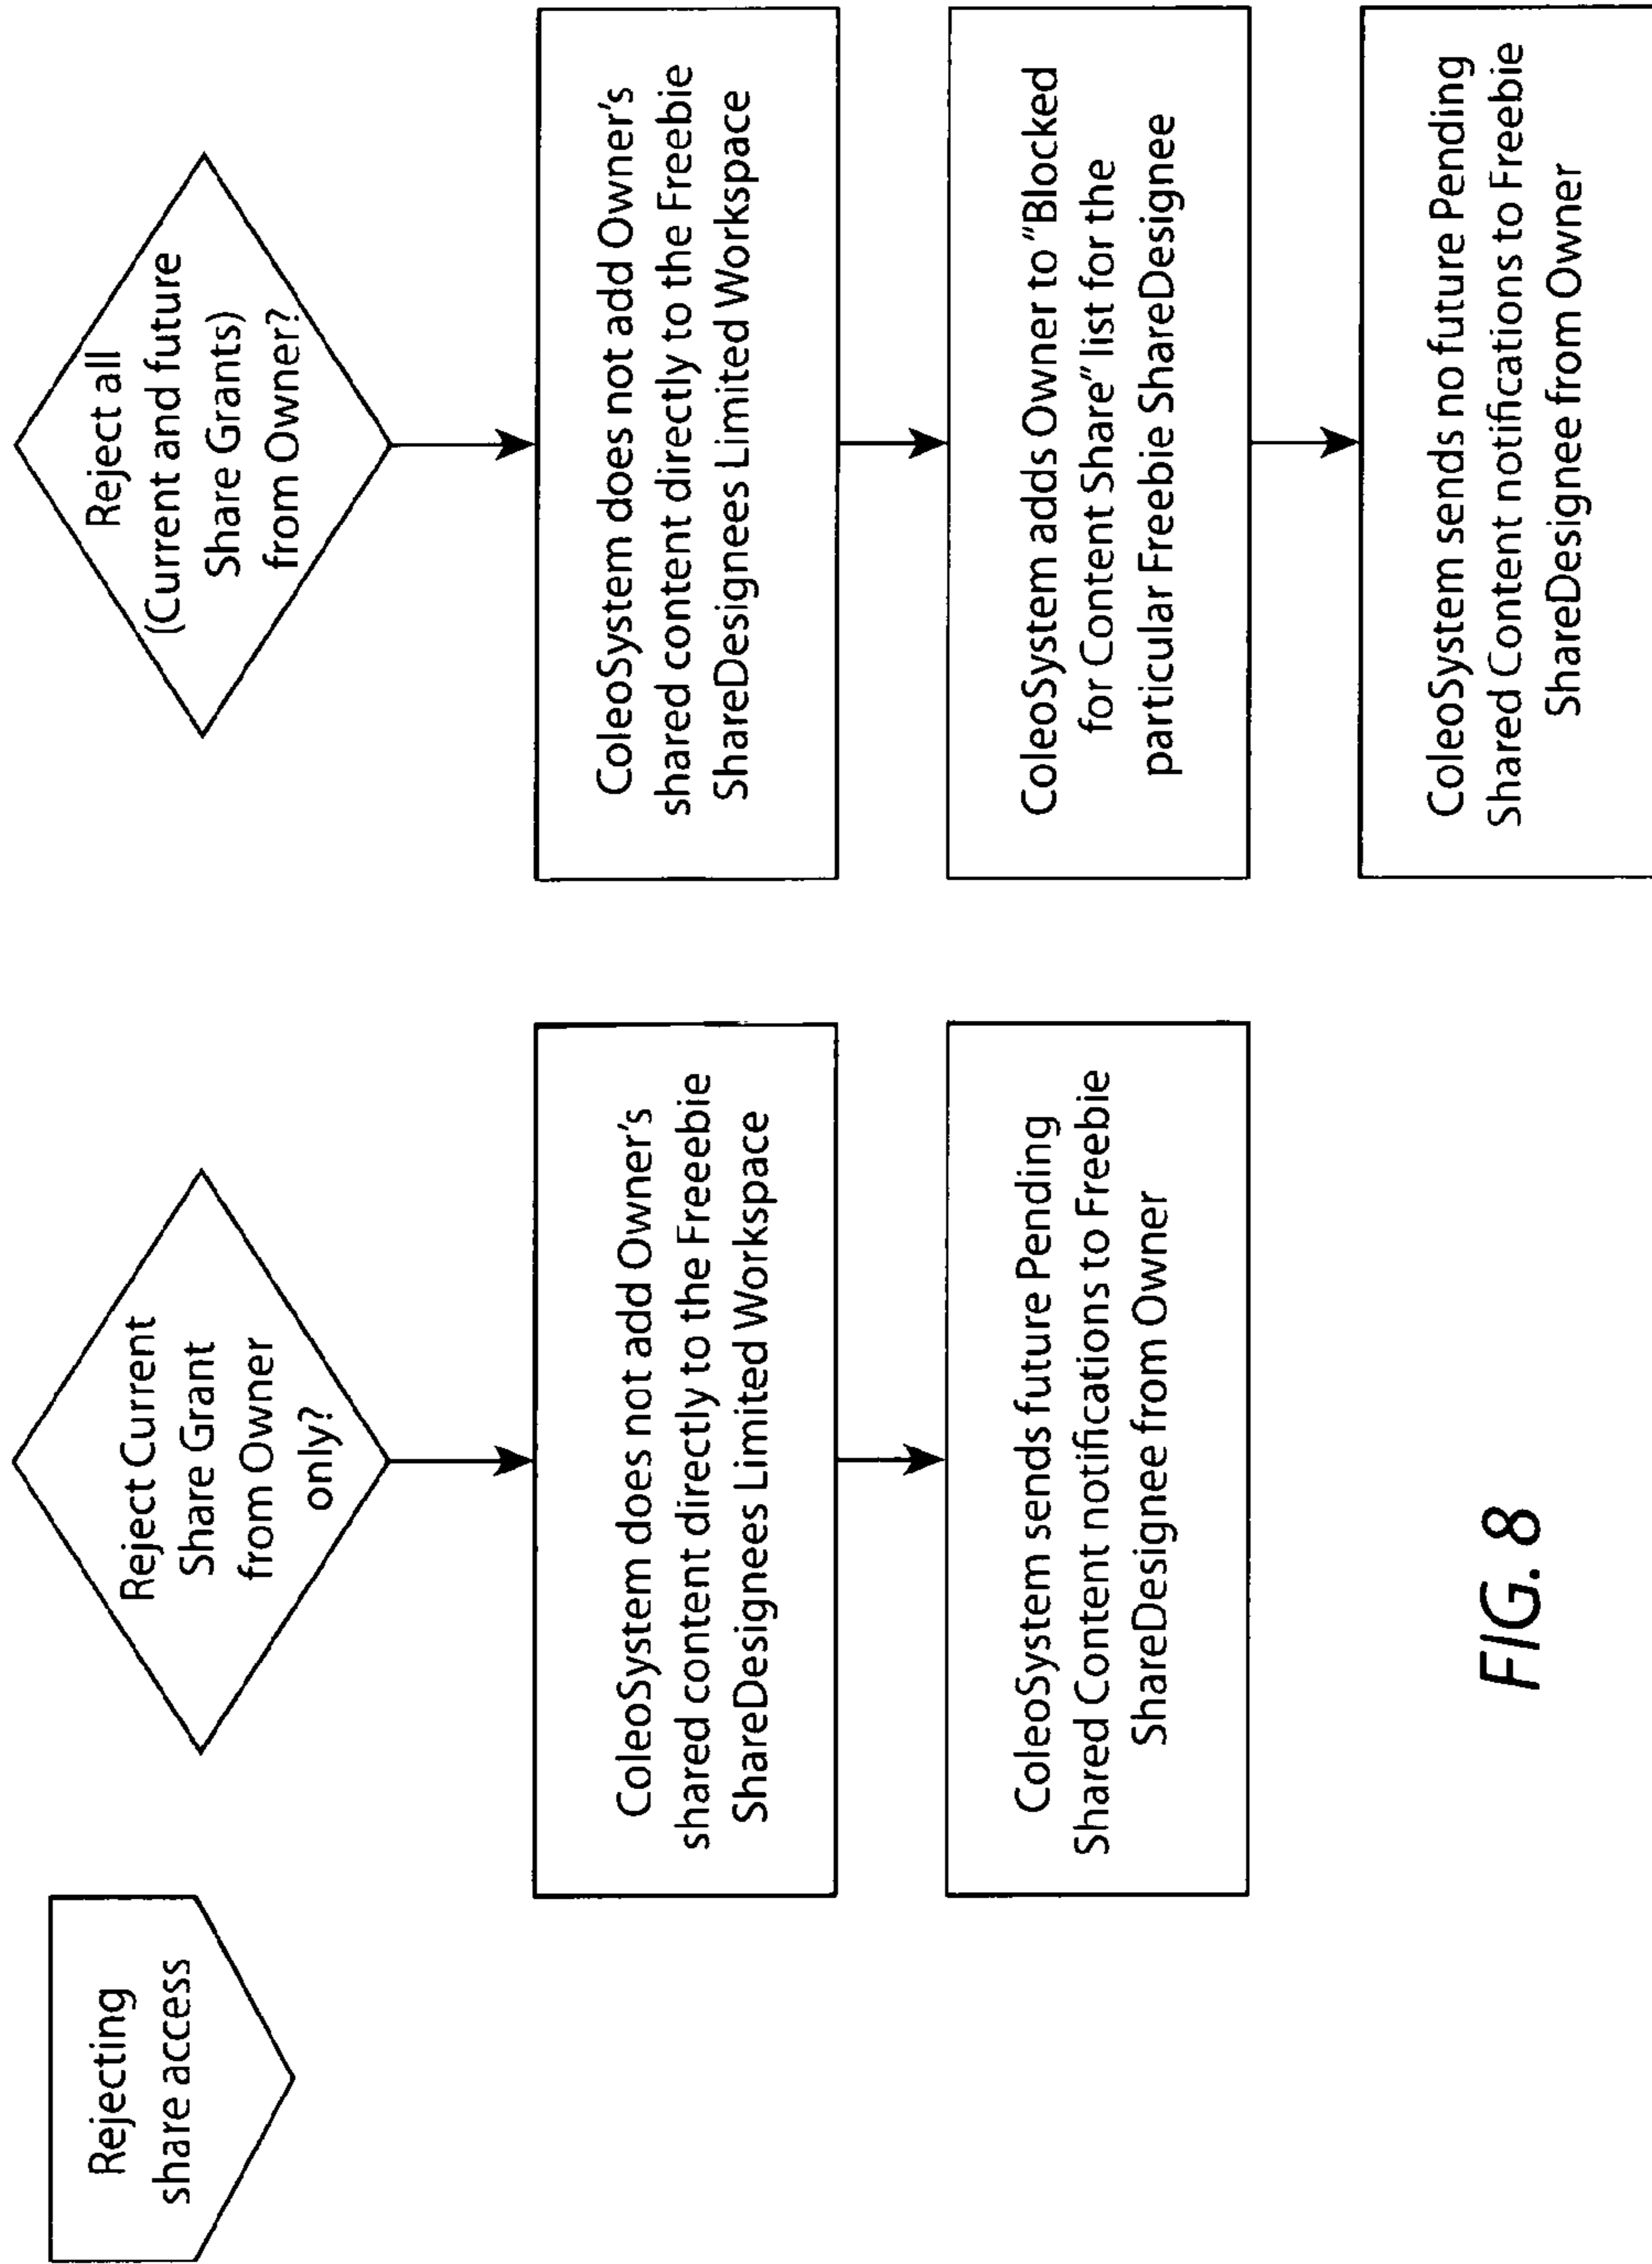 Rejecting
share access
Reject Current
Share Grant
from Owner
only?
ColeoSystem does not add Owner's
shared content directly to the Freebie
ShareDesignees Limited Workspace
ColeoSystem sends future Pending
Shared Content notifications to Freebie
ShareDesignee from Owner
Reject all
(Current and future
Share Grants)
from Owner?
ColeoSystem does not add Owner's
shared content directly to the Freebie
ShareDesignees Limited Workspace
ColeoSystem adds Owner to "Blocked
for Content Share" list for the
particular Freebie ShareDesignee
ColeoSystem sends no future Pending
Shared Content notifications to Freebie
ShareDesignee from Owner
FIG. 8